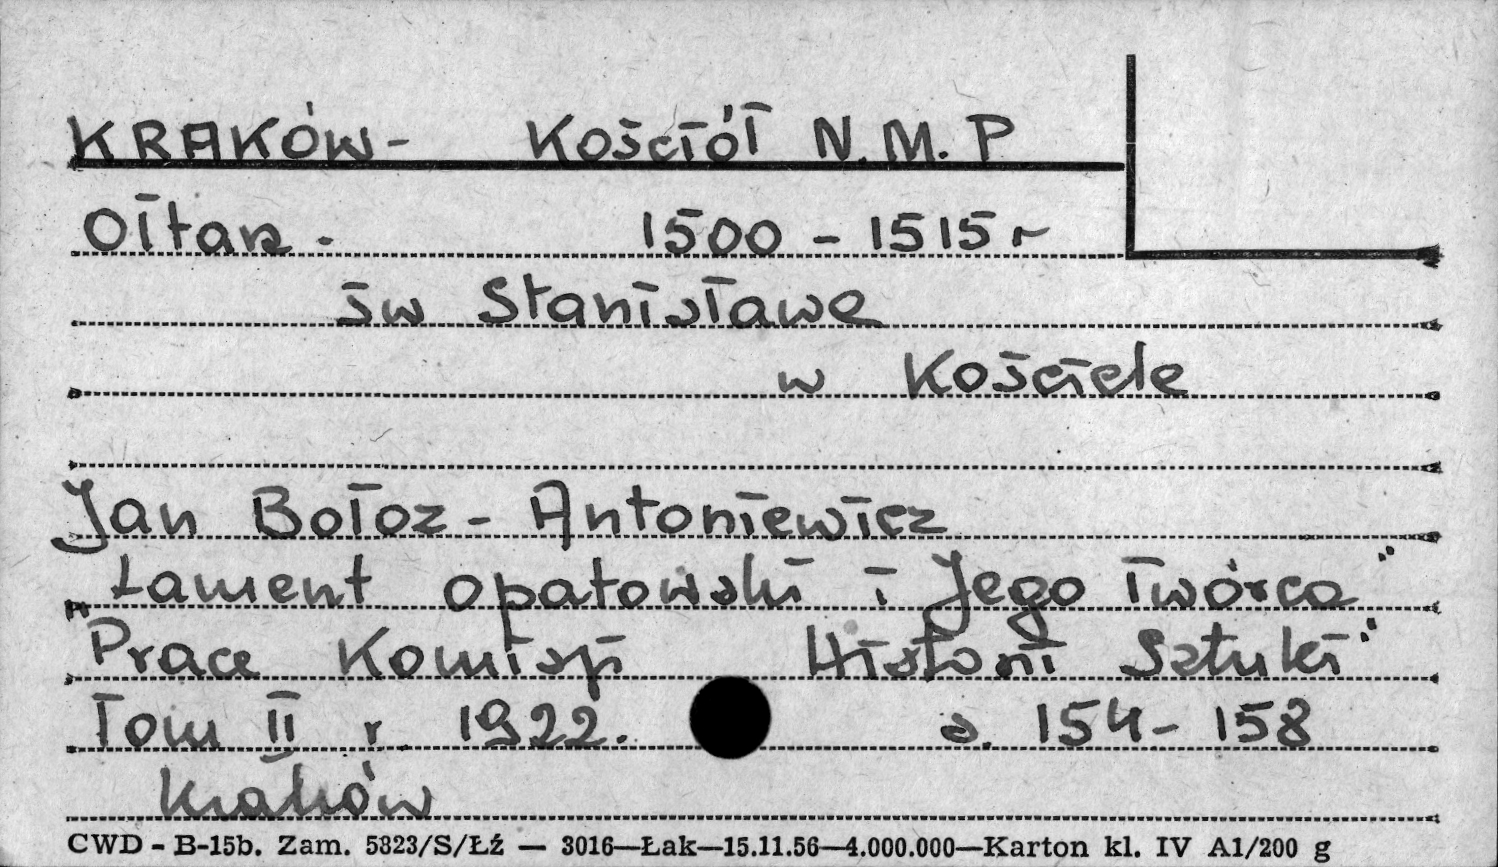 KRAKÓW - Kościół N.M.P
Ołtarz - 1500 - 1515 r
św Stanisława
w Kościele
Jan Bołoz - Antoniewicz
"Lament opatowski i Jego Twórca"
"Prace Komisji Historii Sztuki"
Tom II r. 1922. s. 154 - 158
Kraków
CWD - B-15b. Zam. 5823/S/Łź — 3016—Łak—15.11.56—4.000.000—Karton kl. IV A1/200 g